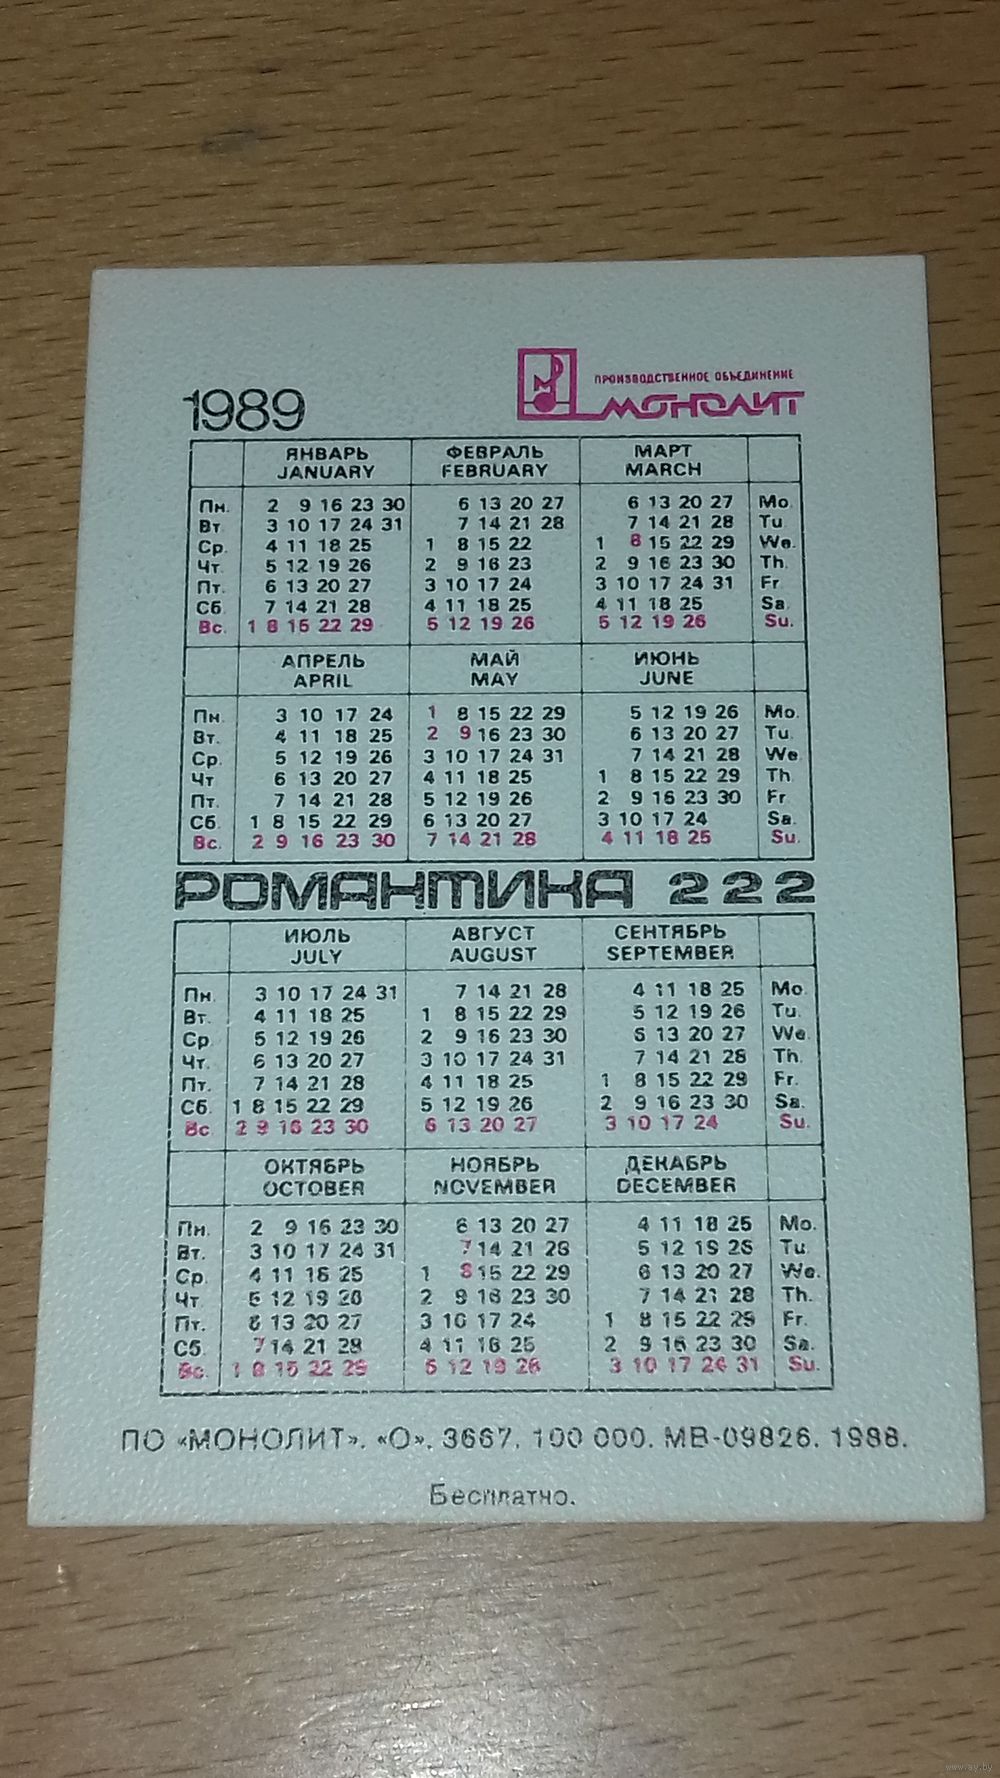 ПРОИЗВОДСТВЕННОЕ ОБЪЕДИНЕНИЕ
1989 МОНОЛИТ
ЯНВАРЬ ФЕВРАЛЬ МАРТ
JANUARY FEBRUARY MARCH
Пн. 2 9 16 23 30 6 13 20 27 6 13 20 27 Mo.
Вт. 3 10 17 24 31 7 14 21 28 7 14 21 28 Tu.
Ср. 4 11 18 25 1 8 15 22 1 8 15 22 29 We.
Чт. 5 12 19 26 2 9 16 23 2 9 16 23 30 Th.
Пт. 6 13 20 27 3 10 17 24 3 10 17 24 31 Fr.
Сб. 7 14 21 28 4 11 18 25 4 11 18 25 Sa.
Вс. 1 8 15 22 29 5 12 19 26 5 12 19 26 Su.
АПРЕЛЬ МАЙ ИЮНЬ
APRIL MAY JUNE
Пн. 3 10 17 24 1 8 15 22 29 5 12 19 26 Mo.
Вт. 4 11 18 25 2 9 16 23 30 6 13 20 27 Tu.
Ср. 5 12 19 26 3 10 17 24 31 7 14 21 28 We.
Чт. 6 13 20 27 4 11 18 25 1 8 15 22 29 Th.
Пт. 7 14 21 28 5 12 19 26 2 9 16 23 30 Fr.
Сб. 1 8 15 22 29 6 13 20 27 3 10 17 24 Sa.
Вс. 2 9 16 23 30 7 14 21 28 4 11 18 25 Su.
РОМАНТИКА 222
ИЮЛЬ АВГУСТ СЕНТЯБРЬ
JULY AUGUST SEPTEMBER
Пн. 3 10 17 24 31 7 14 21 28 4 11 18 25 Mo.
Вт. 4 11 18 25 1 8 15 22 29 5 12 19 26 Tu.
Ср. 5 12 19 26 2 9 16 23 30 6 13 20 27 We.
Чт. 6 13 20 27 3 10 17 24 31 7 14 21 28 Th.
Пт. 7 14 21 28 4 11 18 25 1 8 15 22 29 Fr.
Сб. 1 8 15 22 29 5 12 19 26 2 9 16 23 30 Sa.
Вс. 2 9 16 23 30 6 13 20 27 3 10 17 24 Su.
ОКТЯБРЬ НОЯБРЬ ДЕКАБРЬ
OCTOBER NOVEMBER DECEMBER
Пн. 2 9 16 23 30 6 13 20 27 4 11 18 25 Mo.
Вт. 3 10 17 24 31 7 14 21 28 5 12 19 26 Tu.
Ср. 4 11 18 25 1 8 15 22 29 6 13 20 27 We.
Чт. 5 12 19 26 2 9 16 23 30 7 14 21 28 Th.
Пт. 6 13 20 27 3 10 17 24 1 8 15 22 29 Fr.
Сб. 7 14 21 28 4 11 18 25 2 9 16 23 30 Sa.
Вс. 1 8 15 22 29 5 12 19 26 3 10 17 24 31 Su.
ПО «МОНОЛИТ». «О». 3667. 100 000. МВ-09826. 1988.
Бесплатно.
www.ay.by